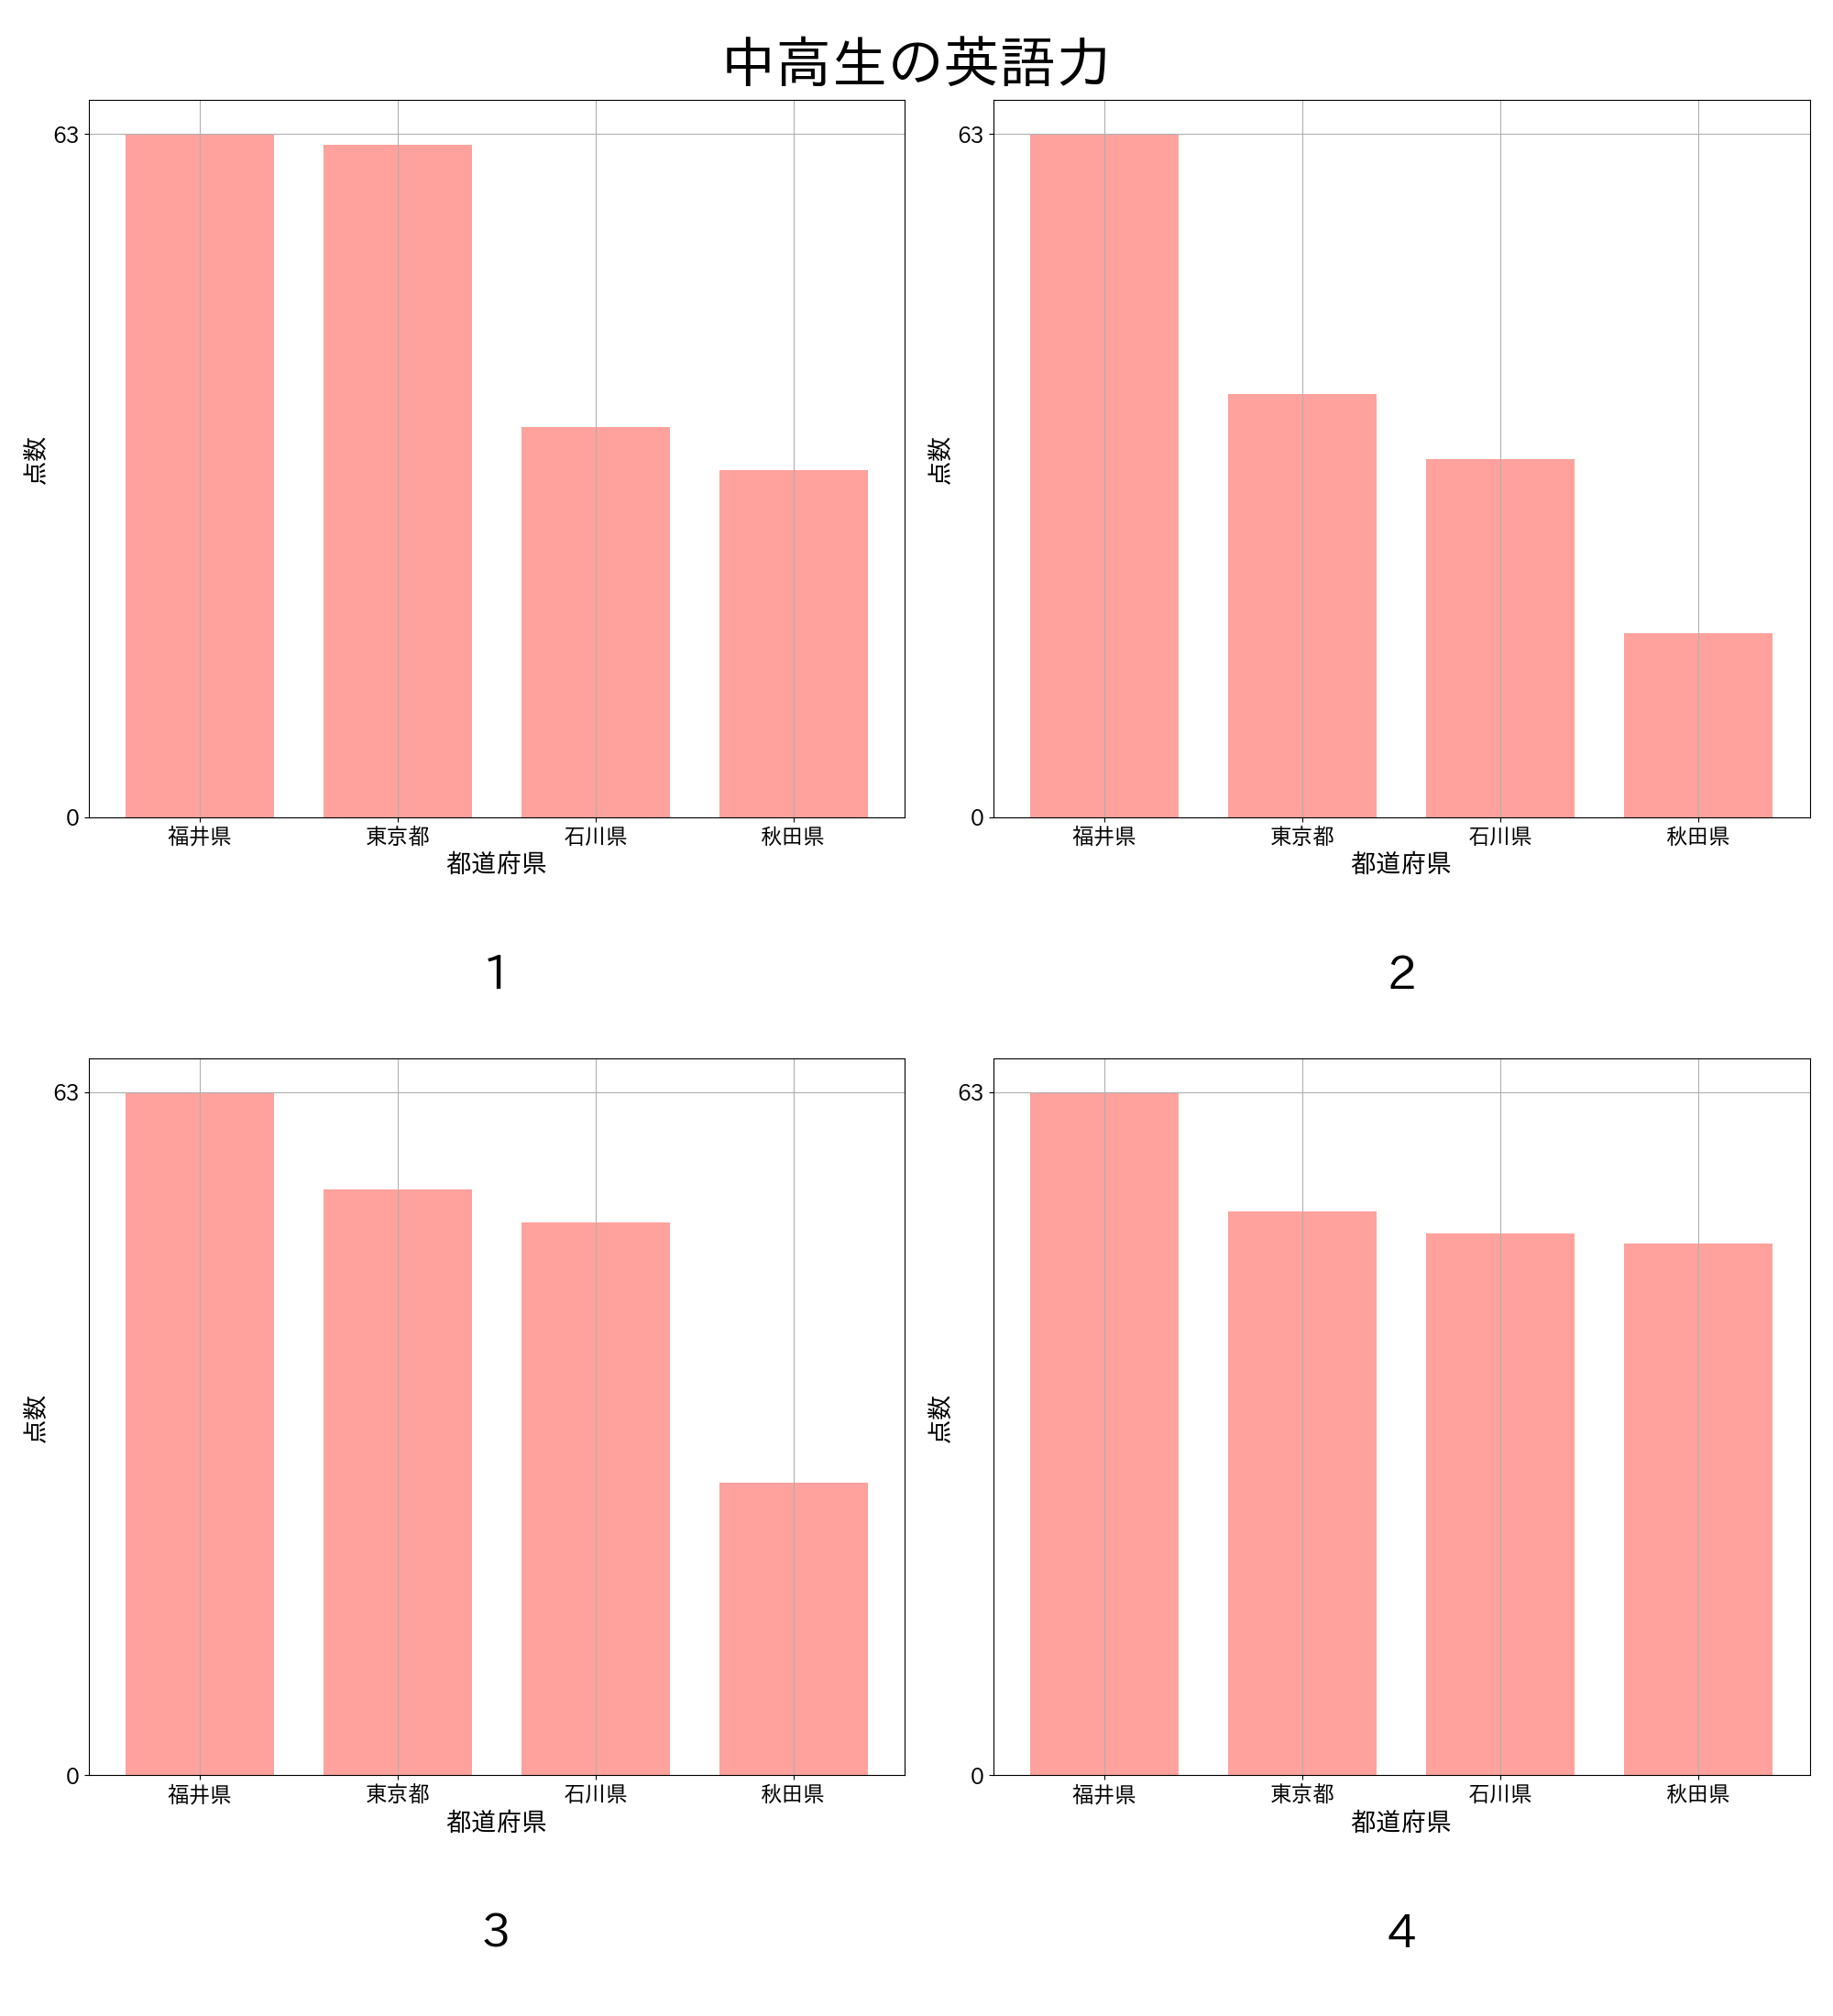 中高生の英語力
63
点数
0
福井県 東京都 石川県 秋田県
都道府県
1
63
点数
0
福井県 東京都 石川県 秋田県
都道府県
2
63
点数
0
福井県 東京都 石川県 秋田県
都道府県
3
63
点数
0
福井県 東京都 石川県 秋田県
都道府県
4